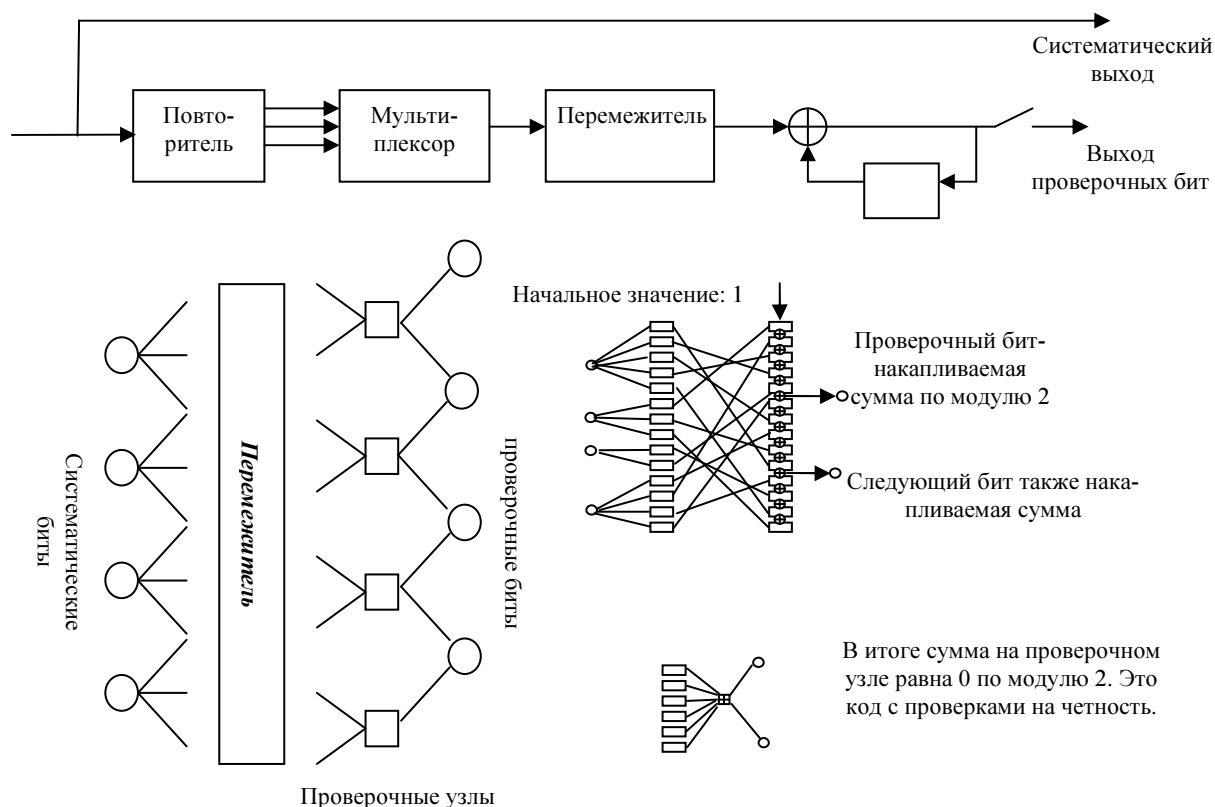 Систематический
выход
Повто-
ритель
Мульти-
плексор
Перемежитель
Выход
проверочных бит
Начальное значение: 1
Проверочный бит-
накапливаемая
сумма по модулю 2
Следующий бит также нака-
пливаемая сумма
Систематические
биты
Перемежитель
проверочные биты
В итоге сумма на проверочном
узле равна 0 по модулю 2. Это
код с проверками на четность.
Проверочные узлы